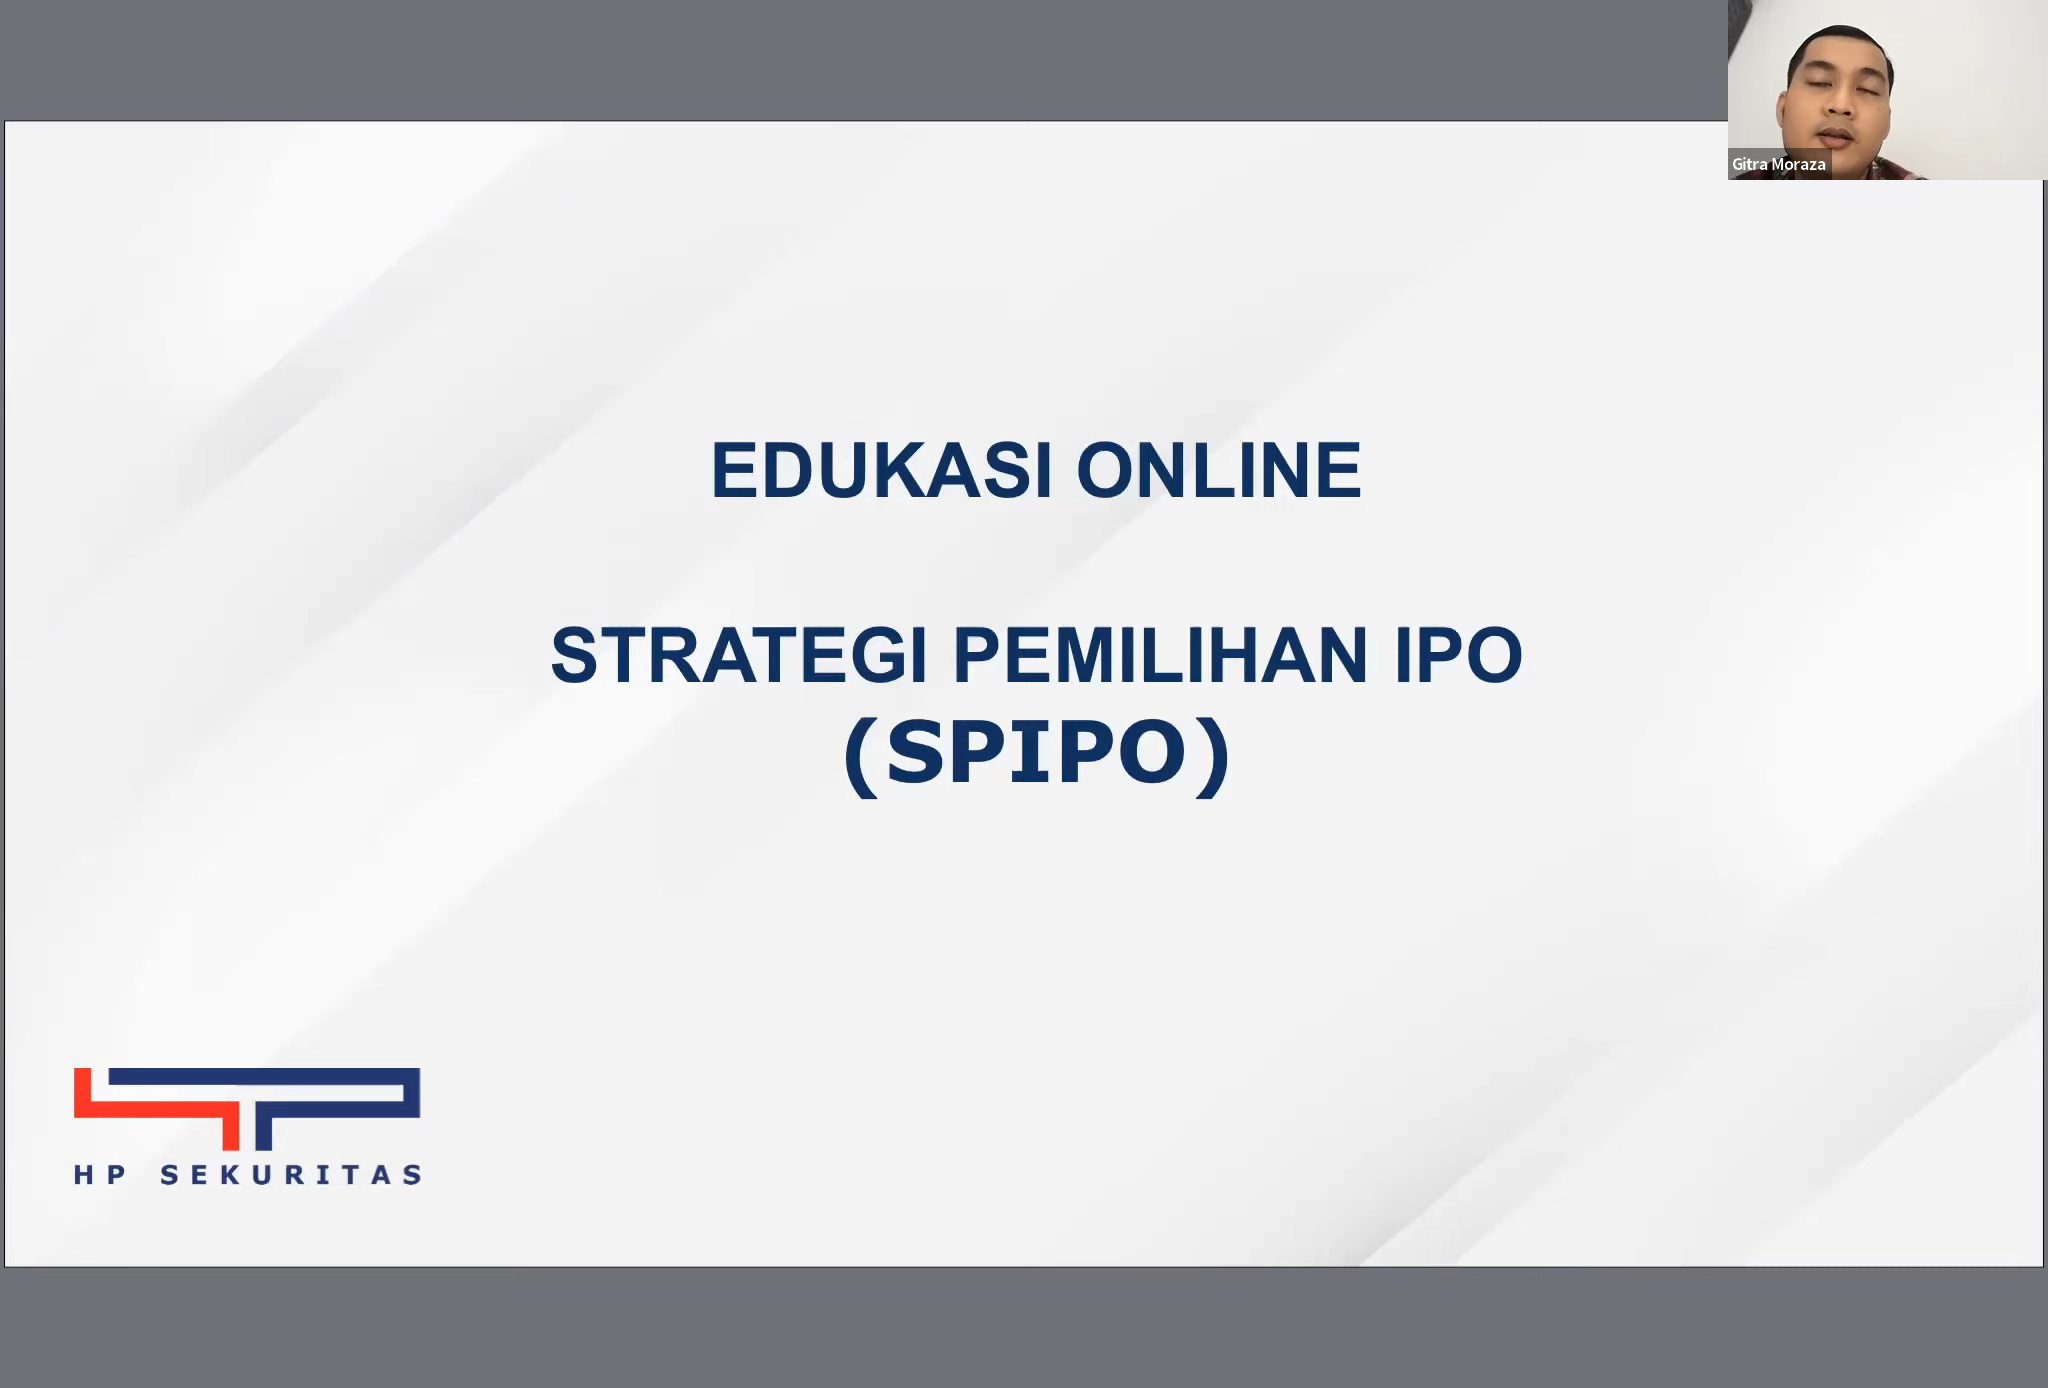 Gitra Moraza
EDUKASI ONLINE
STRATEGI PEMILIHAN IPO
(SPIPO)
HP SEKURITAS